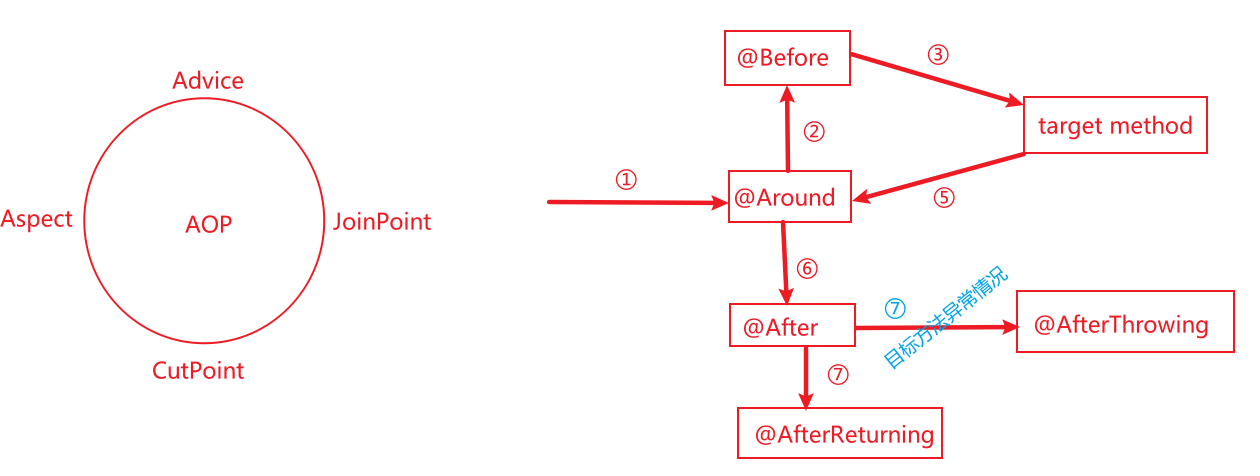 Advice
Aspect
AOP
JoinPoint
CutPoint
①
@Around
②
@Before
③
target method
⑤
⑥
@After
⑦
目标方法异常情况
@AfterThrowing
⑦
@AfterReturning